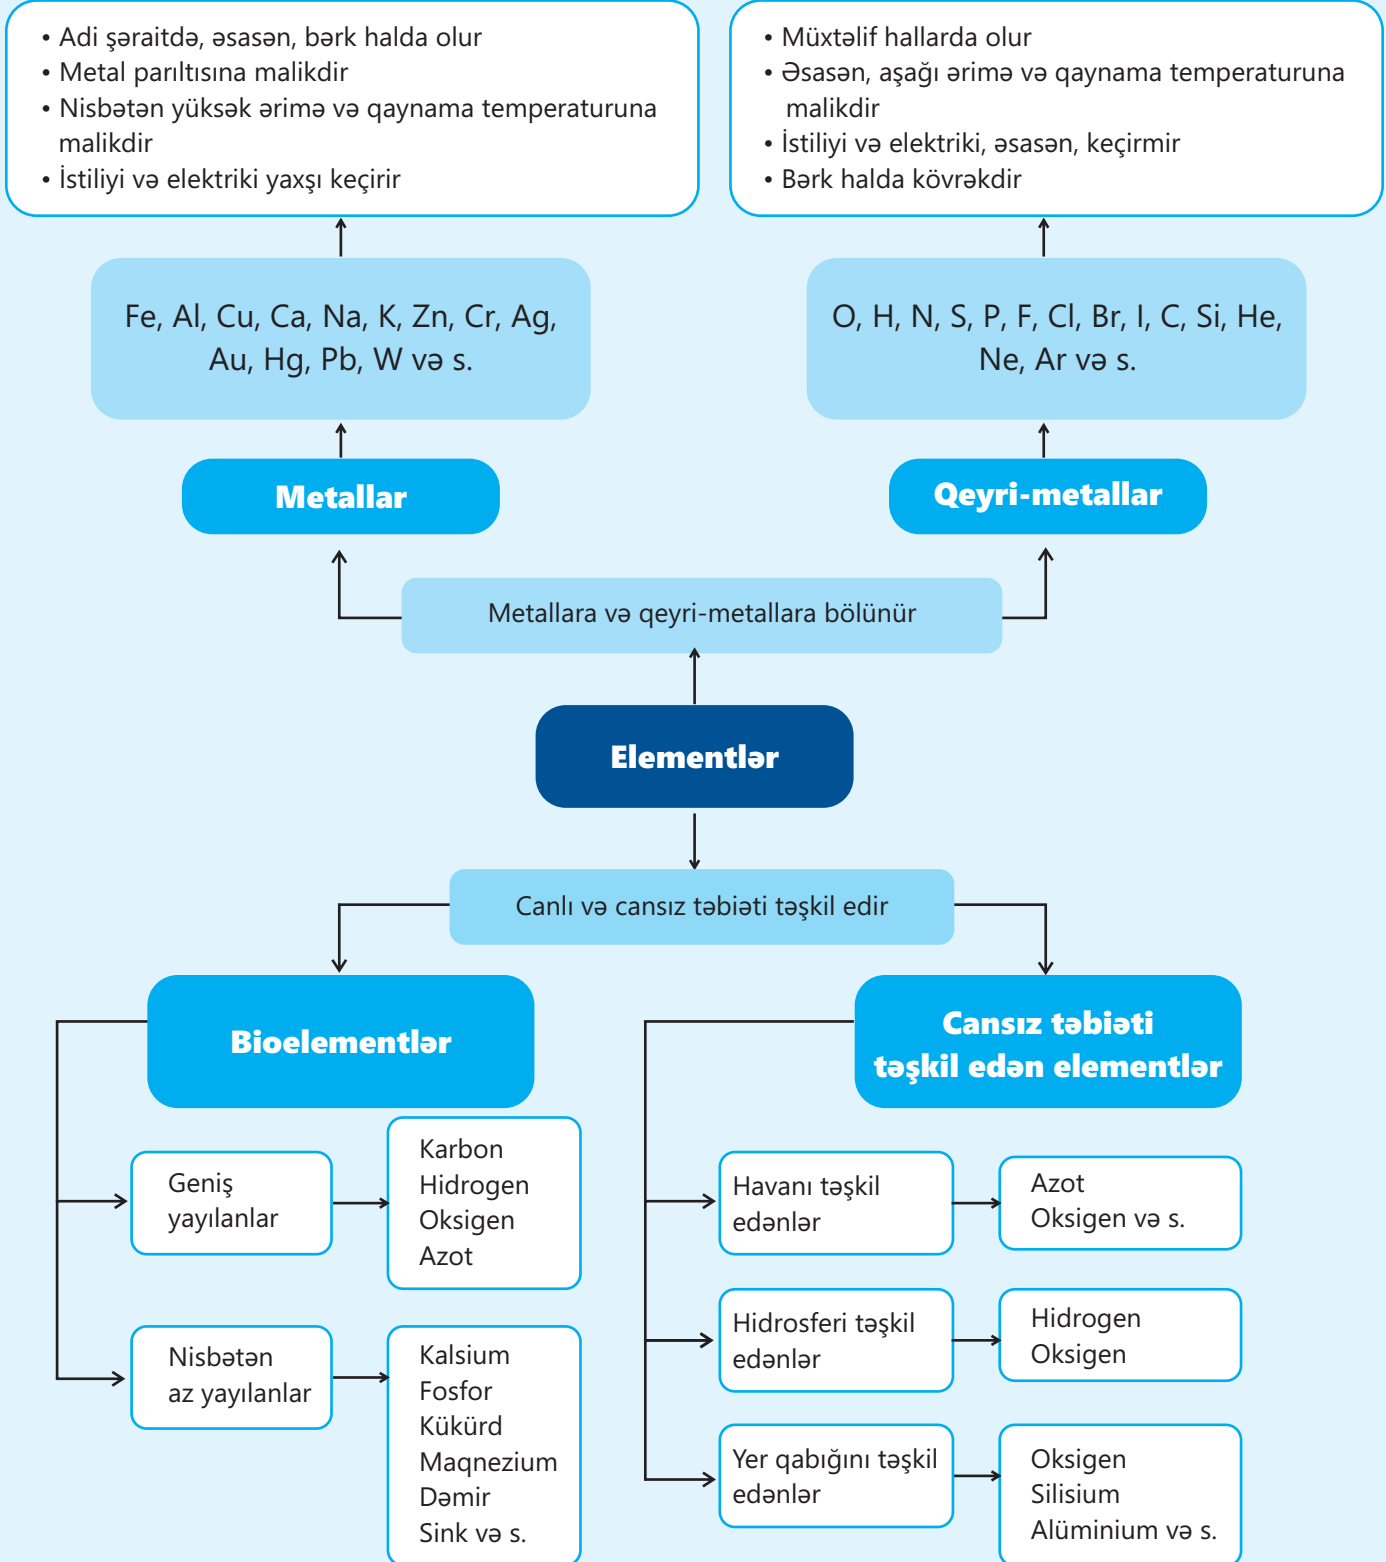 • Adi şəraitdə, əsasən, bərk halda olur
• Metal parıltısına malikdir
• Nisbətən yüksək ərimə və qaynama temperaturuna
malikdir
• İstiliyi və elektriki yaxşı keçirir
• Müxtəlif hallarda olur
• Əsasən, aşağı ərimə və qaynama temperaturuna
malikdir
• İstiliyi və elektriki, əsasən, keçirmir
• Bərk halda kövrəkdir
Fe, Al, Cu, Ca, Na, K, Zn, Cr, Ag,
Au, Hg, Pb, W və s.
O, H, N, S, P, F, Cl, Br, I, C, Si, He,
Ne, Ar və s.
Metallar
Qeyri-metallar
Metallara və qeyri-metallara bölünür
Elementlər
Canlı və cansız təbiəti təşkil edir
Bioelementlər
Cansız təbiəti
təşkil edən elementlər
Geniş
yayılanlar
Karbon
Hidrogen
Oksigen
Azot
Nisbətən
az yayılanlar
Kalsium
Fosfor
Kükürd
Maqnezium
Dəmir
Sink və s.
Havanı təşkil
edənlər
Azot
Oksigen və s.
Hidrosferi təşkil
edənlər
Hidrogen
Oksigen
Yer qabığını təşkil
edənlər
Oksigen
Silisium
Alüminium və s.